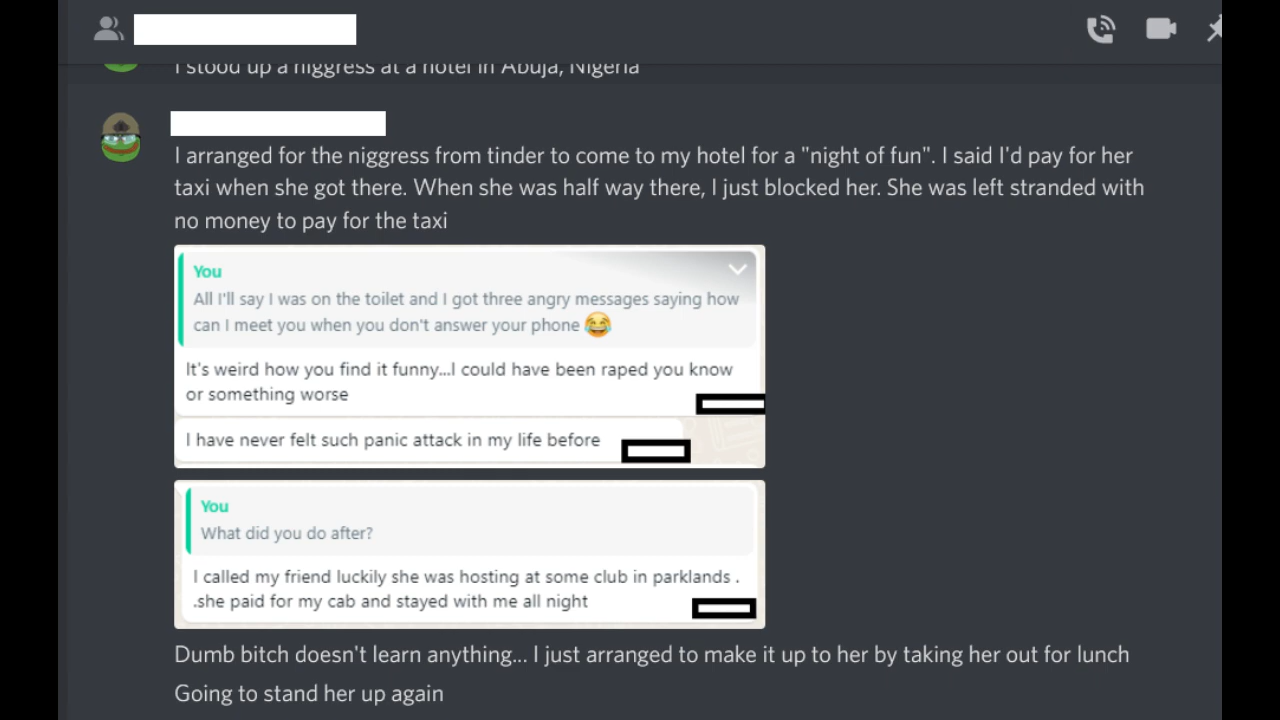 I stood up a niggress at a hotel in Abuja, Nigeria
I arranged for the niggress from tinder to come to my hotel for a "night of fun". I said I'd pay for her
taxi when she got there. When she was half way there, I just blocked her. She was left stranded with
no money to pay for the taxi
You
All I'll say I was on the toilet and I got three angry messages saying how
can I meet you when you don't answer your phone 😂
It's weird how you find it funny...I could have been raped you know
or something worse
I have never felt such panic attack in my life before
You
What did you do after?
I called my friend luckily she was hosting at some club in parklands .
.she paid for my cab and stayed with me all night
Dumb bitch doesn't learn anything... I just arranged to make it up to her by taking her out for lunch
Going to stand her up again